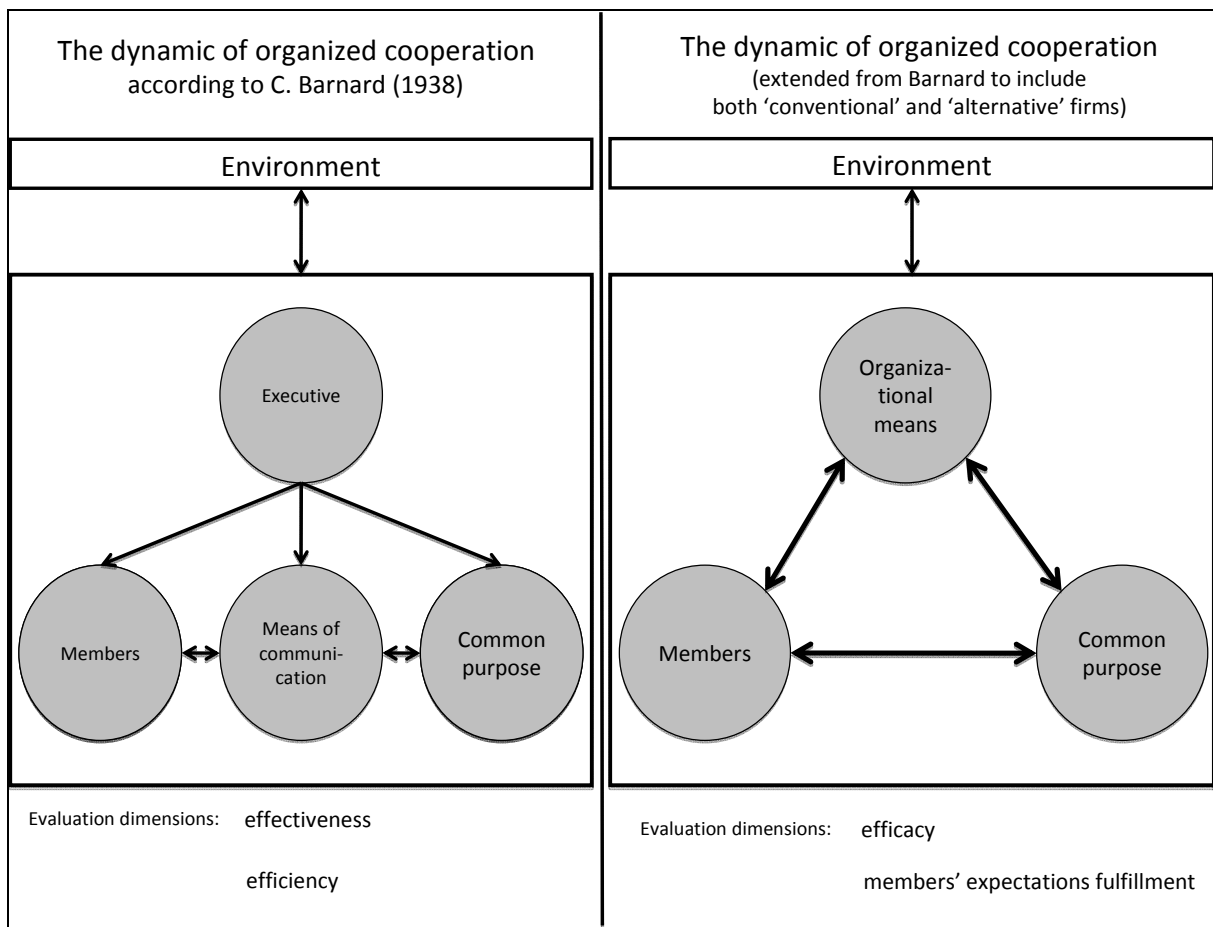 The dynamic of organized cooperation
according to C. Barnard (1938)
Environment
Executive
Members
Means of
communi-
cation
Common
purpose
Evaluation dimensions: effectiveness
efficiency
The dynamic of organized cooperation
(extended from Barnard to include
both ‘conventional’ and ‘alternative’ firms)
Environment
Organiza-
tional
means
Members
Common
purpose
Evaluation dimensions: efficacy
members’ expectations fulfillment